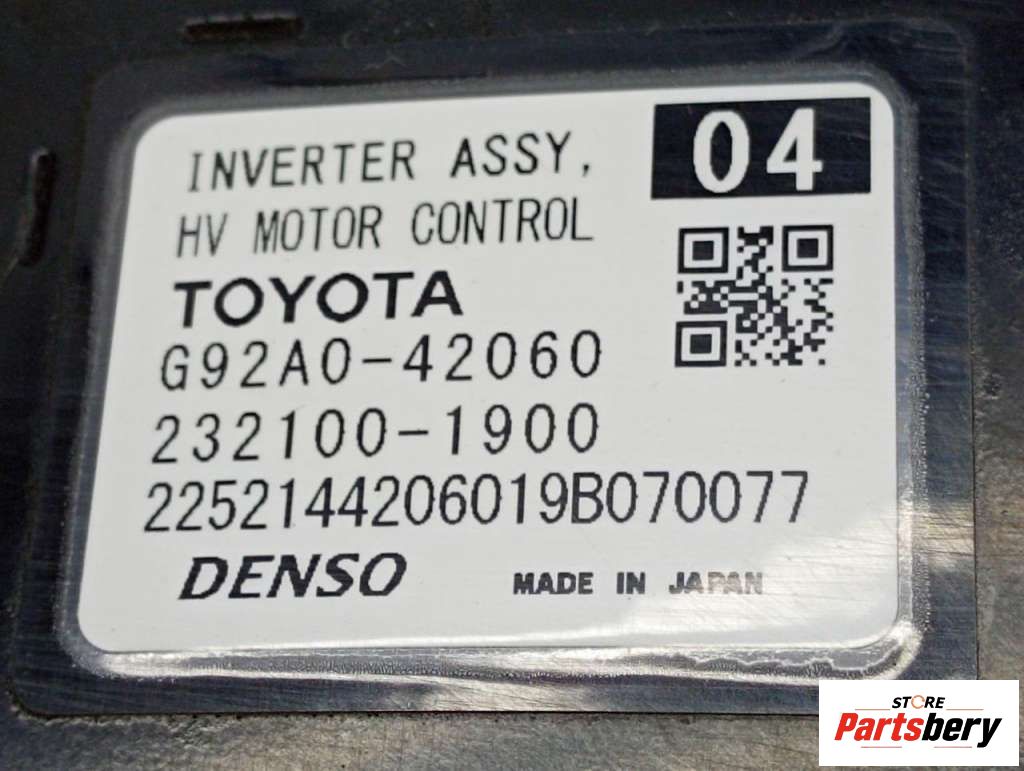 04
INVERTER ASSY,
HV MOTOR CONTROL
TOYOTA
G92A0-42060
232100-1900
2252144206019B070077
DENSO MADE IN JAPAN
STORE
Partsbery